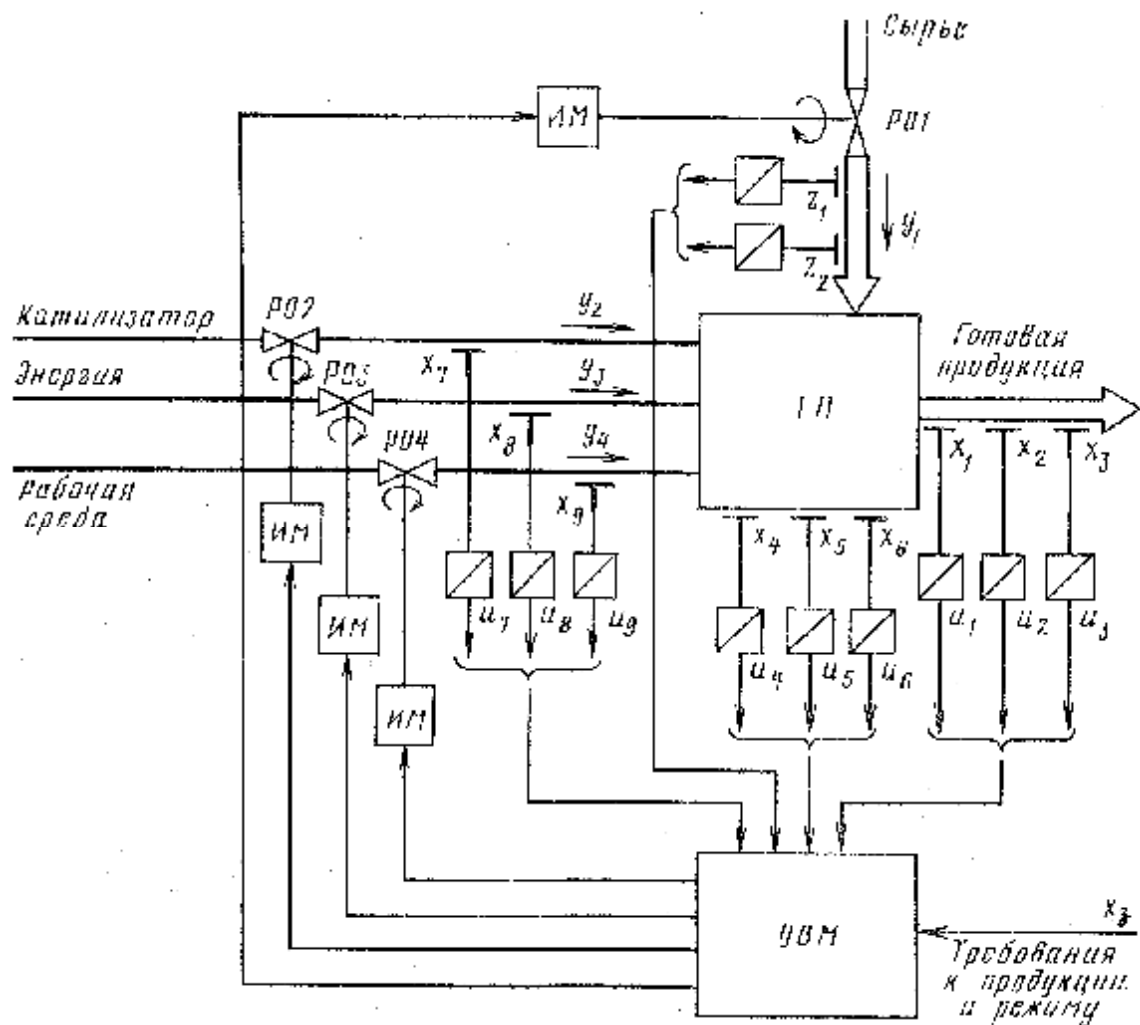 Сырье
ИМ
РО1
Z1
y1
Z2
Катализатор
РО2
y2
Готовая
продукция
Энергия
РО3
x7
y3
ТП
x8
РО4
y4
x1
x2
x3
Рабочая
среда
x9
x4
x5
x6
ИМ
u7
u8
u9
u1
u2
u3
ИМ
u4
u5
u6
ИМ
УВМ
xз
Требования
к продукции
и режиму